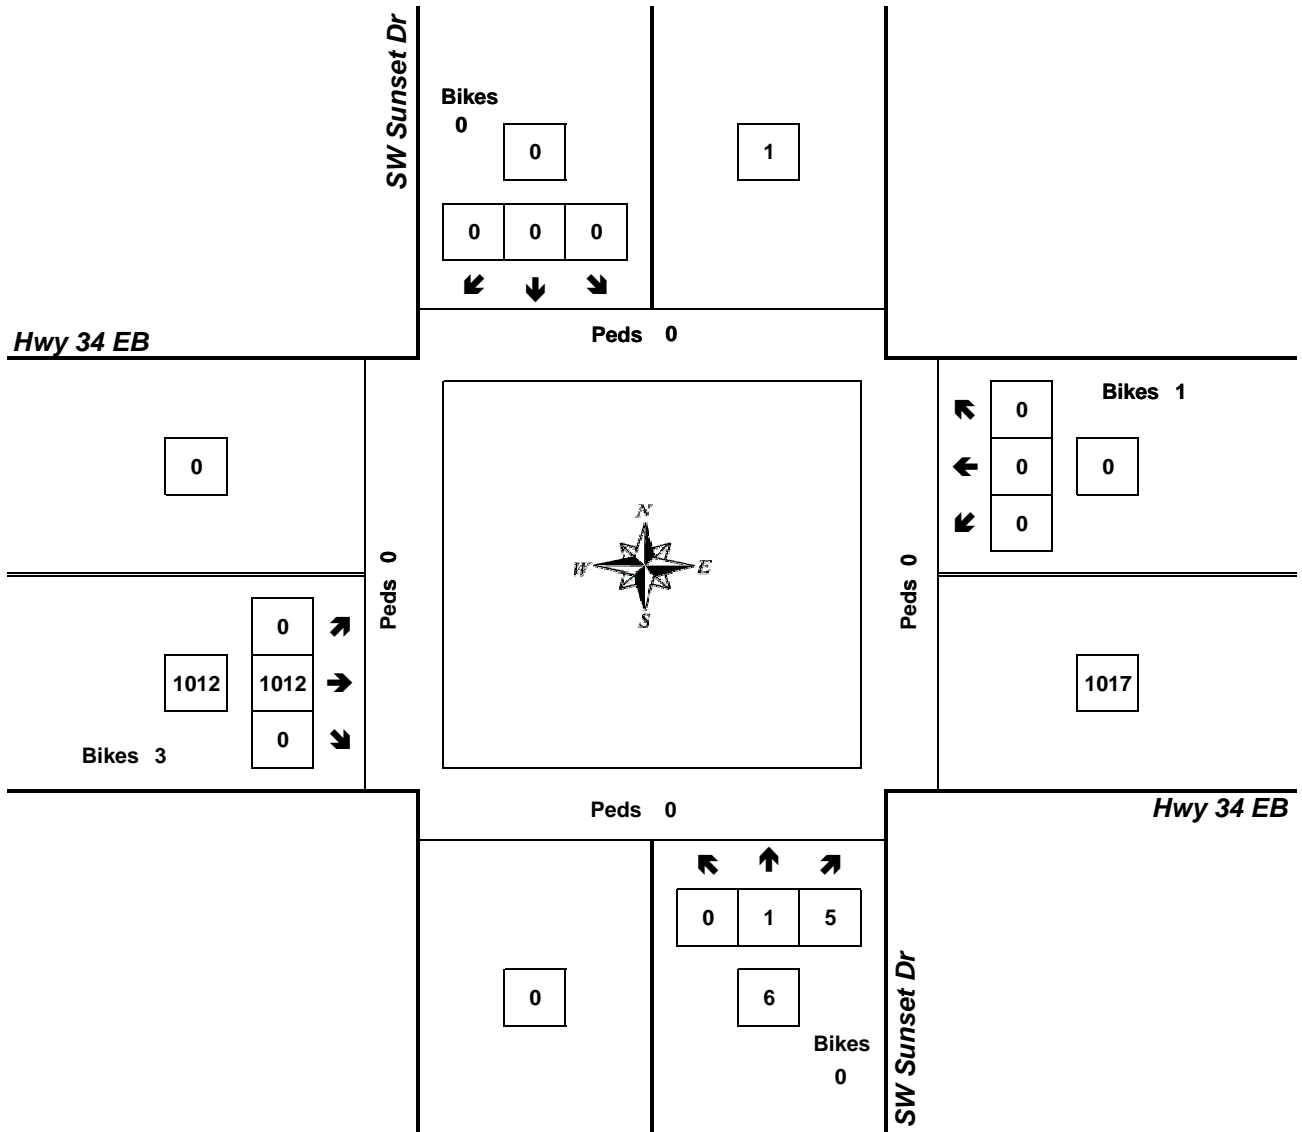 SW Sunset Dr
Bikes
0
0
1
0 0 0
Hwy 34 EB
Peds 0
0
Bikes 1
0
0 0
0
N
W E
S
Peds 0
Peds 0
0
1012 1012
0
Bikes 3
1017
Peds 0
Hwy 34 EB
0 1 5
0
6
Bikes
0
SW Sunset Dr